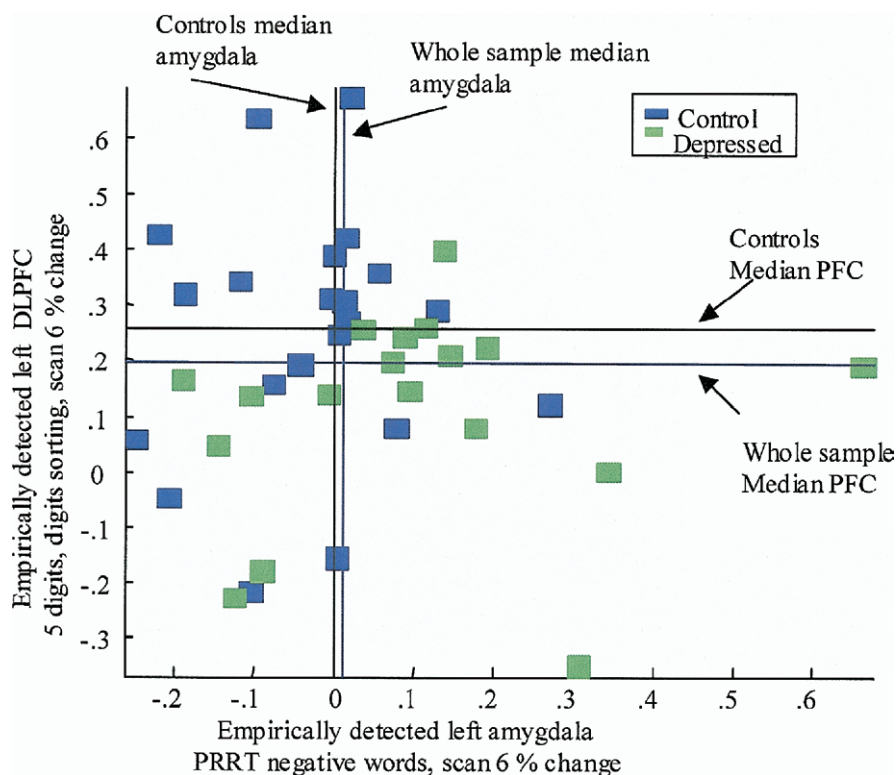 Controls median
amygdala
Whole sample median
amygdala
Control
Depressed
Controls
Median PFC
Whole sample
Median PFC
Empirically detected left DLPFC
5 digits, digits sorting, scan 6 % change
.6
.5
.4
.3
.2
.1
0
-.1
-.2
-.3
-.2
-.1
0
.1
.2
.3
.4
.5
.6
Empirically detected left amygdala
PRRT negative words, scan 6 % change